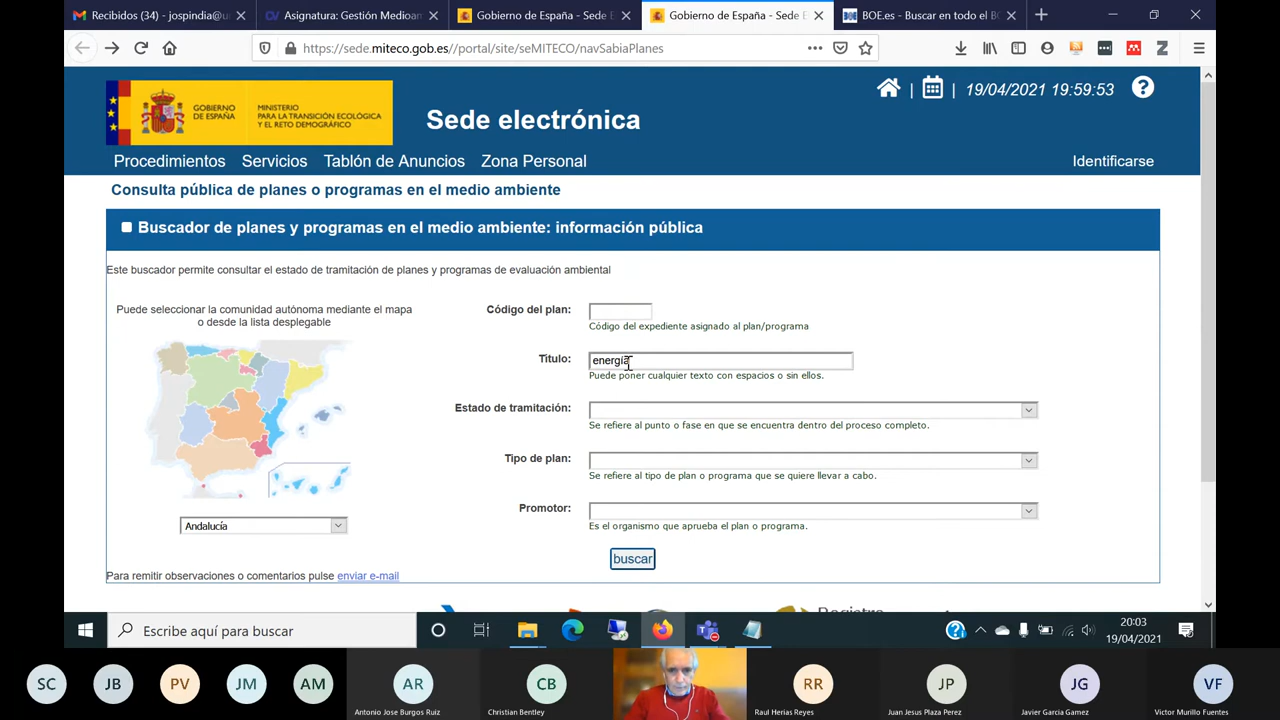 Recibidos (34) - jospindia@u
Asignatura: Gestión Medioam
Gobierno de España - Sede E
Gobierno de España - Sede E
BOE.es - Buscar en todo el BO
https://sede.miteco.gob.es//portal/site/seMITECO/navSabiaPlanes
GOBIERNO DE ESPAÑA
MINISTERIO PARA LA TRANSICIÓN ECOLÓGICA Y EL RETO DEMOGRÁFICO
Sede electrónica
| | 19/04/2021 19:59:53
Procedimientos Servicios Tablón de Anuncios Zona Personal Identificarse
Consulta pública de planes o programas en el medio ambiente
Buscador de planes y programas en el medio ambiente: información pública
Este buscador permite consultar el estado de tramitación de planes y programas de evaluación ambiental
Puede seleccionar la comunidad autónoma mediante el mapa
o desde la lista desplegable
Andalucía
Código del plan:
Código del expediente asignado al plan/programa
Título: energía
Puede poner cualquier texto con espacios o sin ellos.
Estado de tramitación:
Se refiere al punto o fase en que se encuentra dentro del proceso completo.
Tipo de plan:
Se refiere al tipo de plan o programa que se quiere llevar a cabo.
Promotor:
Es el organismo que aprueba el plan o programa.
buscar
Para remitir observaciones o comentarios pulse enviar e-mail
Registro
Escribe aquí para buscar
20:03
19/04/2021
SC JB PV JM AM AR CB RR JP JG VF
Antonio Jose Burgos Ruiz Christian Bentley Raul Herias Reyes Juan Jesus Plaza Perez Javier Garcia Gamez Victor Murillo Fuentes